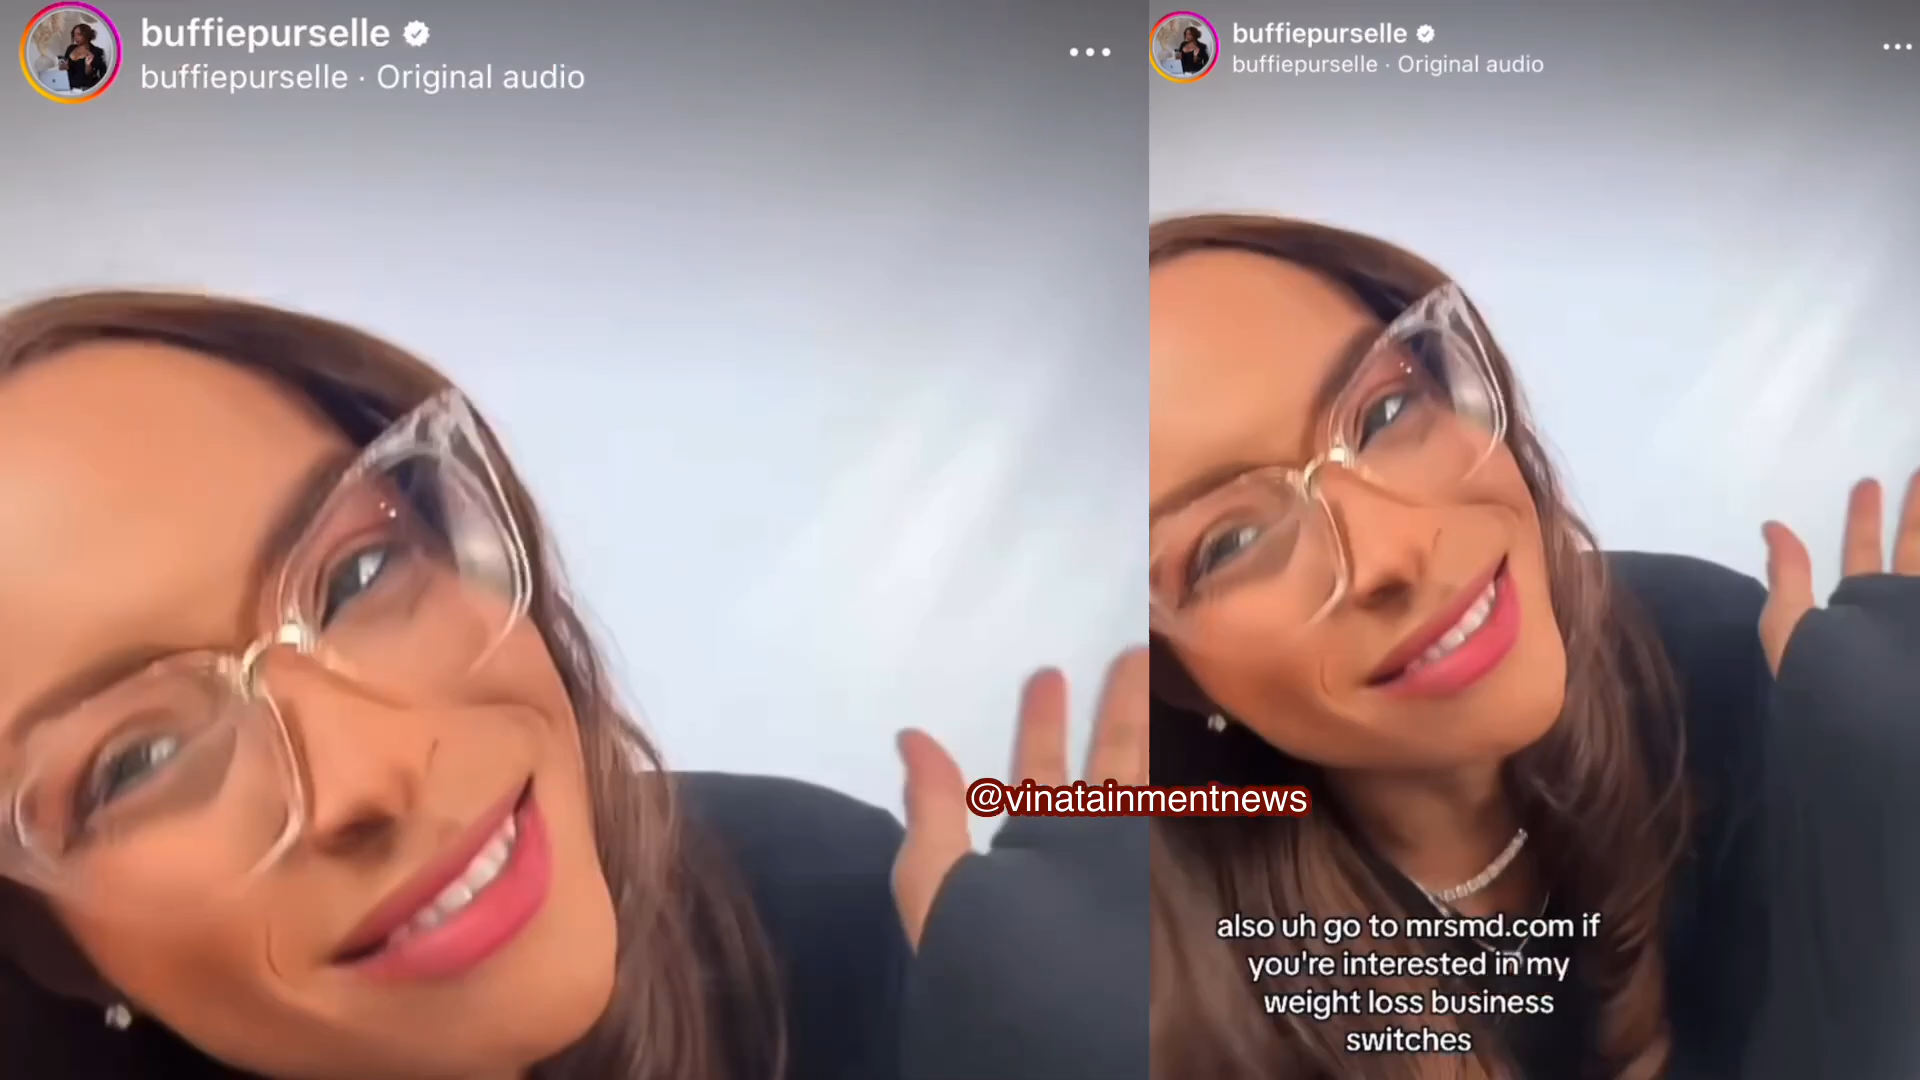 buffiepurselle
buffiepurselle · Original audio
buffiepurselle
buffiepurselle · Original audio
@vinatainmentnews
also uh go to mrsmd.com if
you're interested in my
weight loss business
switches